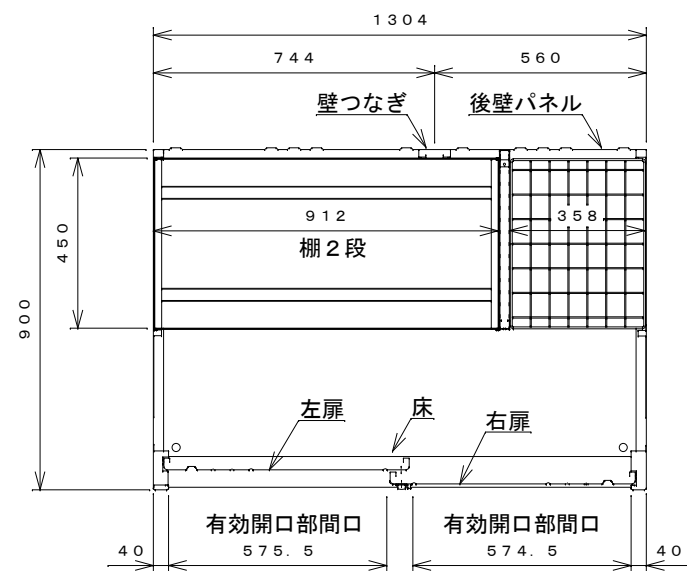 1304
744 560
壁つなぎ 後壁パネル
912 358
棚2段
450
900
左扉 床 右扉
有効開口部間口 有効開口部間口
40 575.5 574.5 40